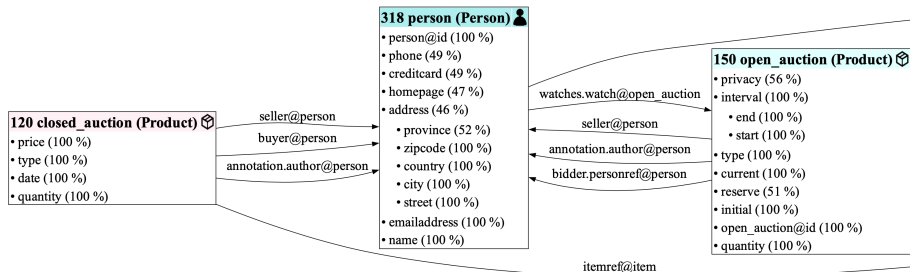 120 closed_auction (Product)
• price (100 %)
• type (100 %)
• date (100 %)
• quantity (100 %)
seller@person
buyer@person
annotation.author@person
318 person (Person)
• person@id (100 %)
• phone (49 %)
• creditcard (49 %)
• homepage (47 %)
• address (46 %)
• province (52 %)
• zipcode (100 %)
• country (100 %)
• city (100 %)
• street (100 %)
• emailaddress (100 %)
• name (100 %)
watches.watch@open_auction
seller@person
annotation.author@person
bidder.personref@person
150 open_auction (Product)
• privacy (56 %)
• interval (100 %)
• end (100 %)
• start (100 %)
• type (100 %)
• current (100 %)
• reserve (51 %)
• initial (100 %)
• open_auction@id (100 %)
• quantity (100 %)
itemref@item